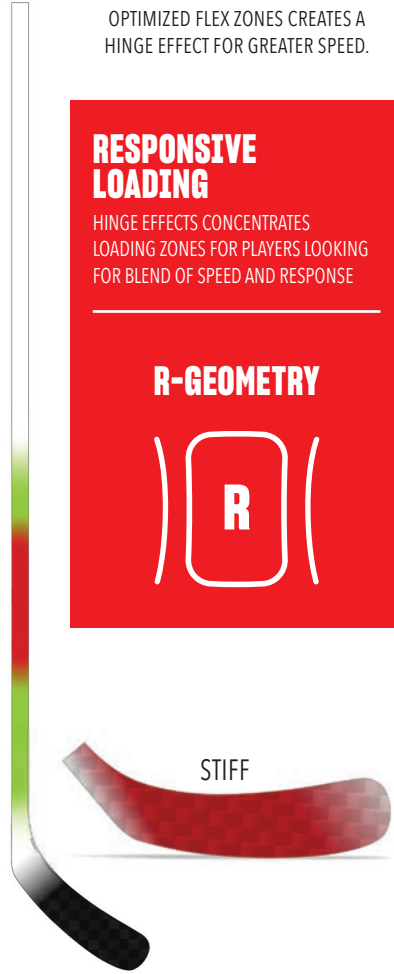 OPTIMIZED FLEX ZONES CREATES A
HINGE EFFECT FOR GREATER SPEED.
RESPONSIVE
LOADING
HINGE EFFECTS CONCENTRATES
LOADING ZONES FOR PLAYERS LOOKING
FOR BLEND OF SPEED AND RESPONSE
R-GEOMETRY
R
STIFF